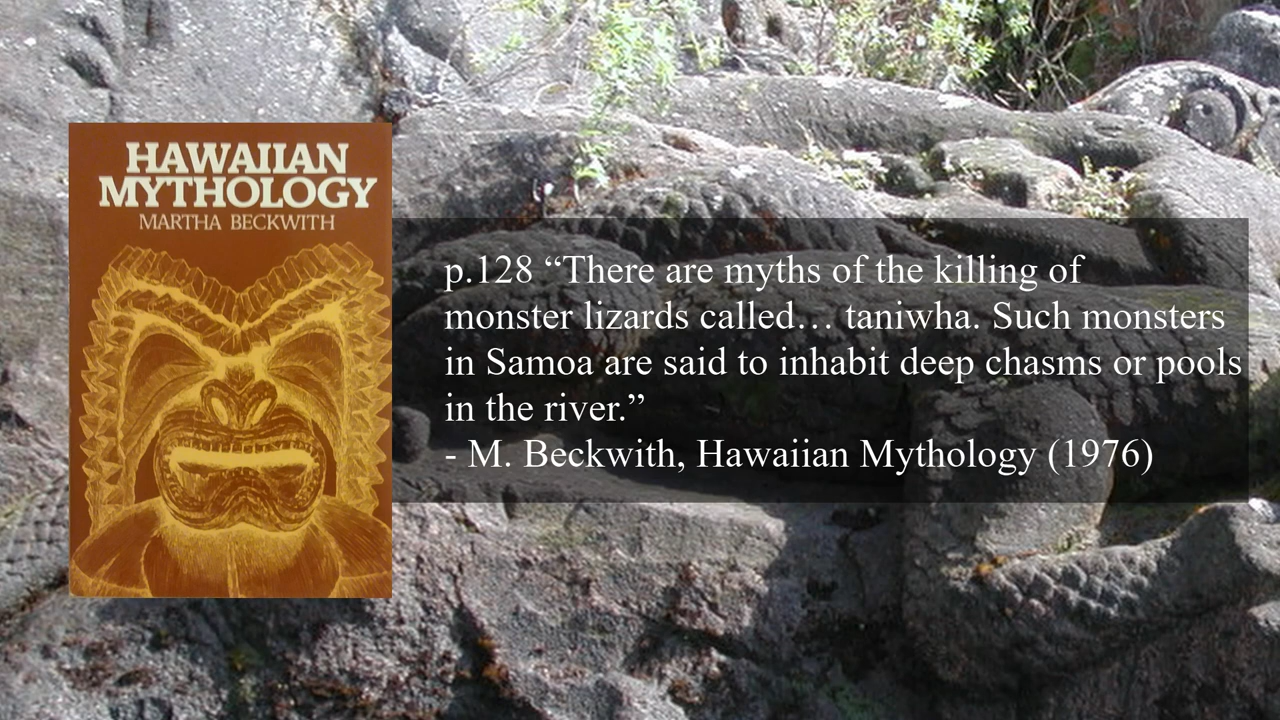 HAWAIIAN
MYTHOLOGY
MARTHA BECKWITH
p.128 “There are myths of the killing of
monster lizards called… taniwha. Such monsters
in Samoa are said to inhabit deep chasms or pools
in the river.”
- M. Beckwith, Hawaiian Mythology (1976)